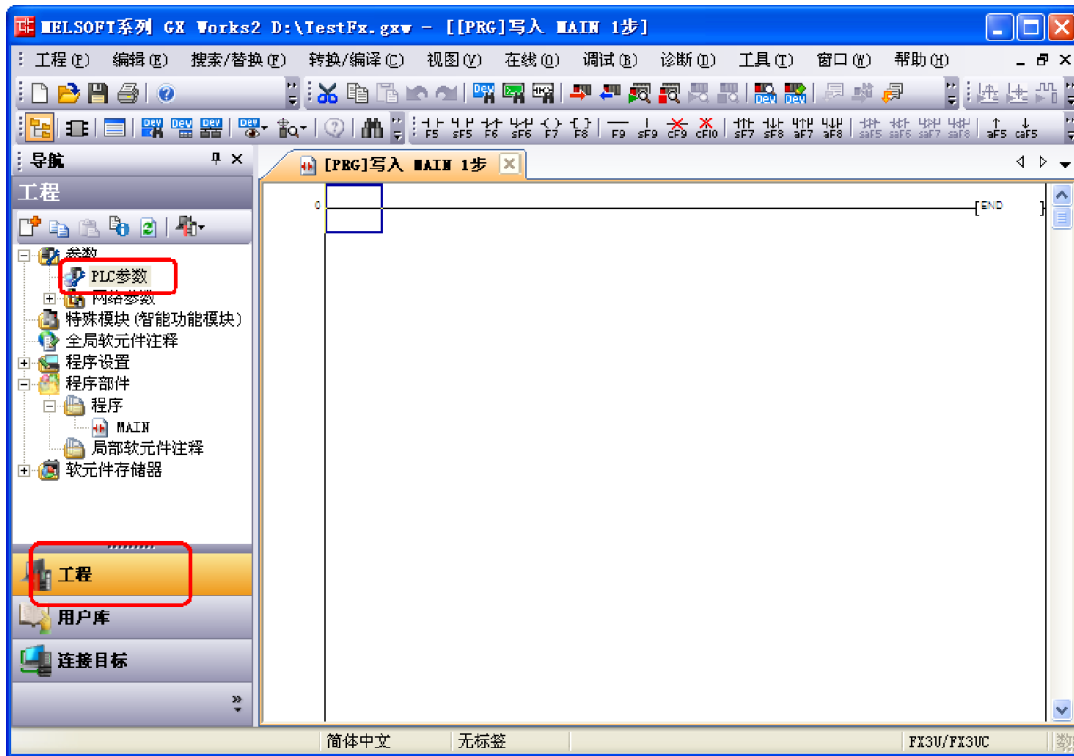 MELSOFT系列 GX Works2 D:\TestFx.gxw - [[PRG]写入 MAIN 1步]
工程(P) 编辑(E) 搜索/替换(F) 转换/编译(C) 视图(V) 在线(O) 调试(B) 诊断(D) 工具(T) 窗口(W) 帮助(H)
F5 sF5 F6 sF6 F7 F8 F9 sF9 cF9 cF10 sF7 sF8 aF7 aF8 saF5 saF6 saF7 saF8 aF5 caF5
导航
[PRG]写入 MAIN 1步
工程
0
[END ]
参数
PLC参数
网络参数
特殊模块(智能功能模块)
全局软元件注释
程序设置
程序部件
程序
MAIN
局部软元件注释
软元件存储器
工程
用户库
连接目标
简体中文 无标签 FX3U/FX3UC